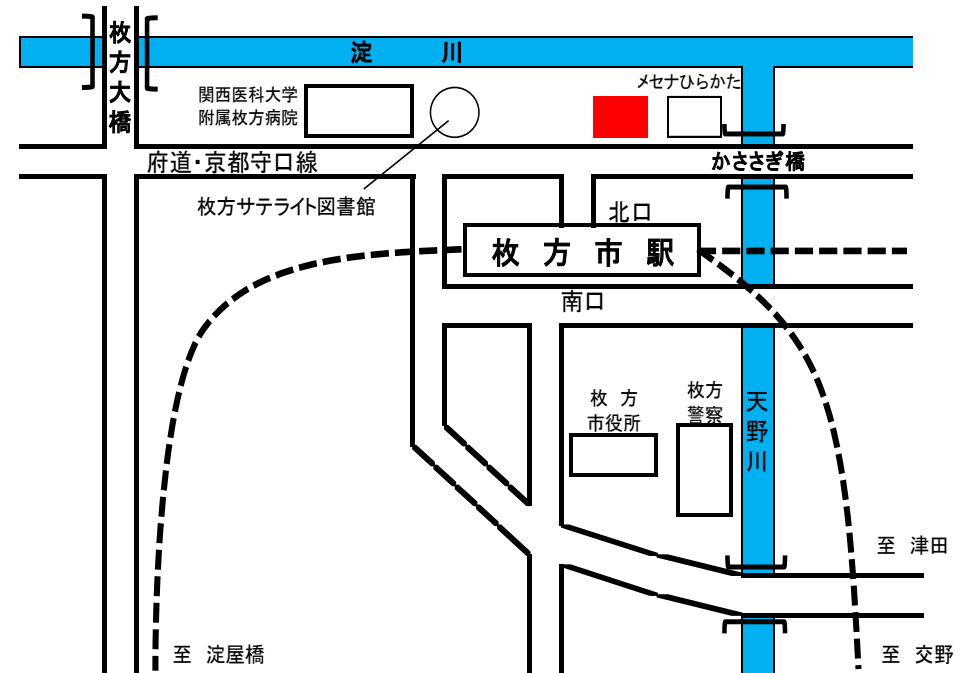 枚方大橋
淀　川
メセナひらかた
関西医科大学
附属枚方病院
府道・京都守口線
かささぎ橋
枚方サテライト図書館
北口
枚方市駅
南口
枚方
市役所
枚方
警察
天野川
至　津田
至　淀屋橋
至　交野